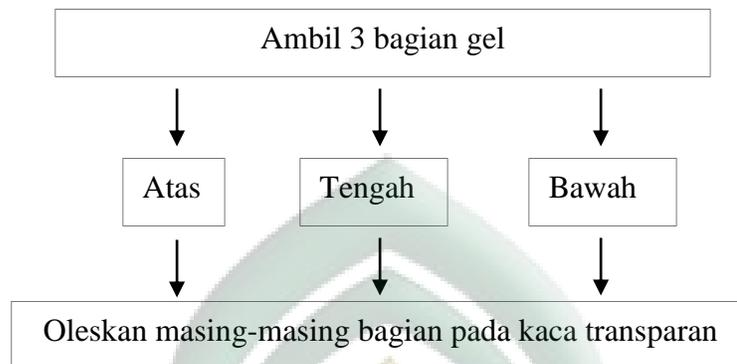 Ambil 3 bagian gel
Atas
Tengah
Bawah
Oleskan masing-masing bagian pada kaca transparan